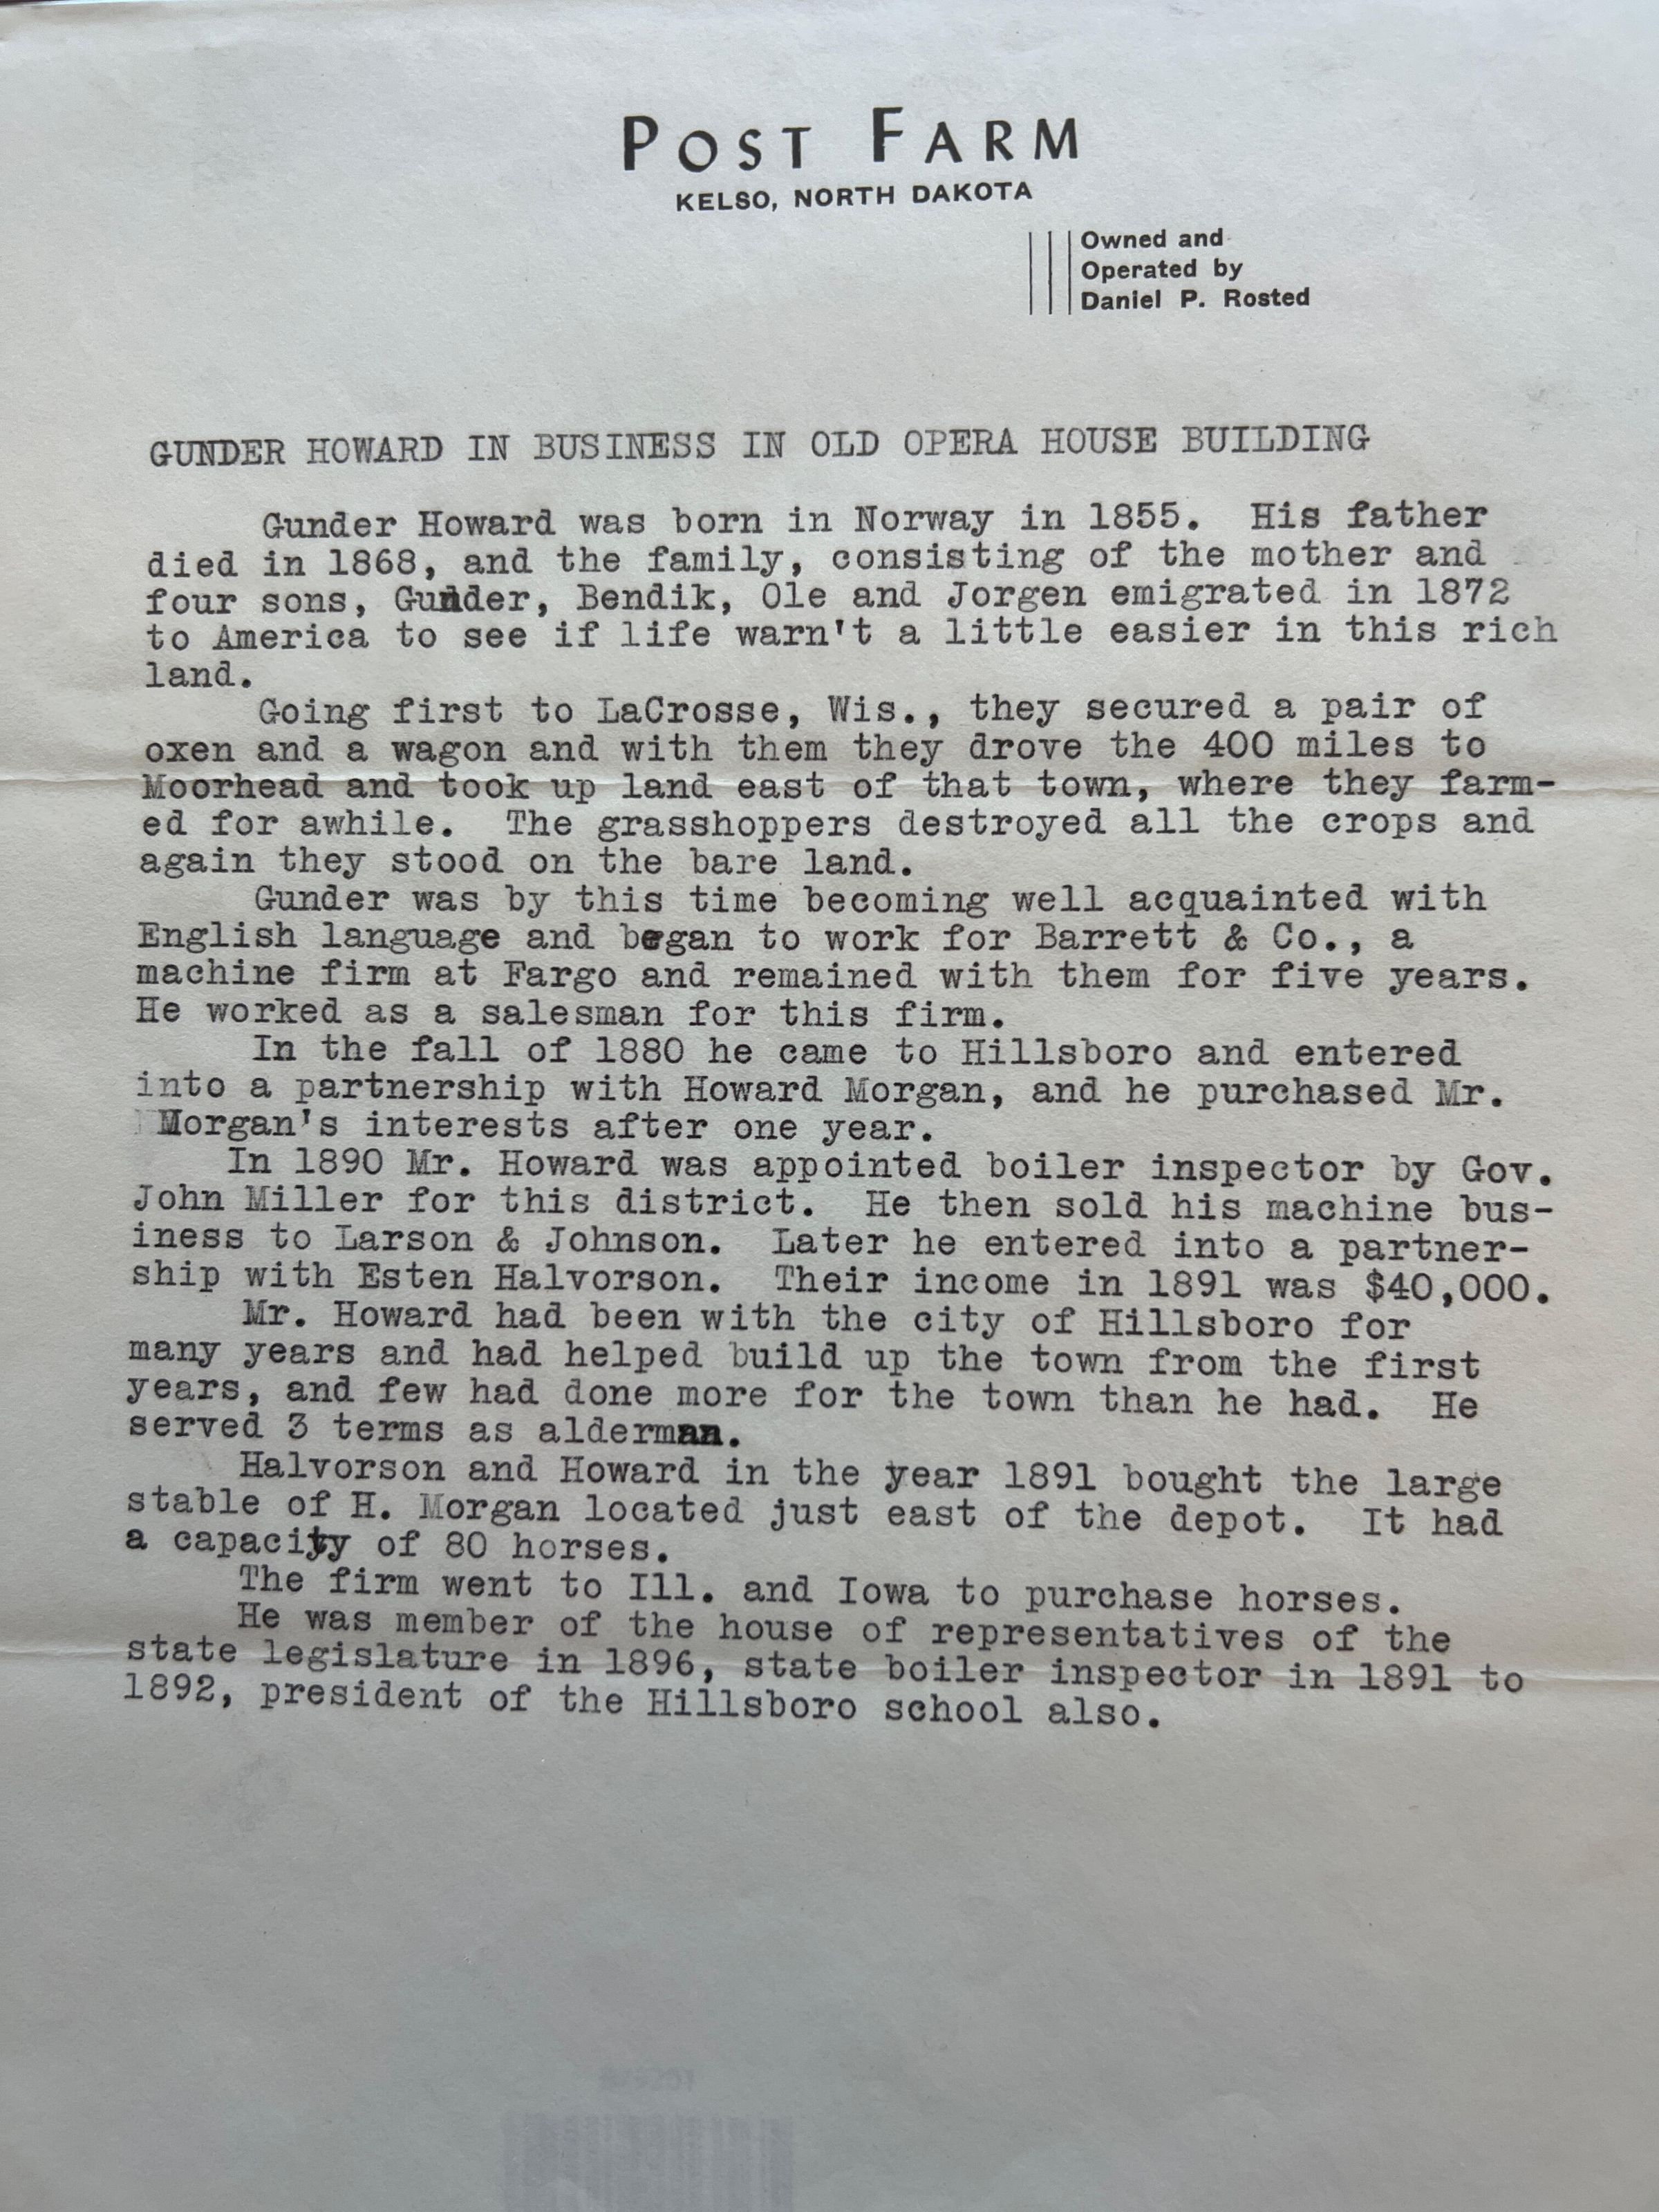 POST FARM
KELSO, NORTH DAKOTA
Owned and
Operated by
Daniel P. Rosted
GUNDER HOWARD IN BUSINESS IN OLD OPERA HOUSE BUILDING
Gunder Howard was born in Norway in 1855. His father
died in 1868, and the family, consisting of the mother and
four sons, Gunder, Bendik, Ole and Jorgen emigrated in 1872
to America to see if life warn't a little easier in this rich
land.
Going first to LaCrosse, Wis., they secured a pair of
oxen and a wagon and with them they drove the 400 miles to
Moorhead and took up land east of that town, where they farm-
ed for awhile. The grasshoppers destroyed all the crops and
again they stood on the bare land.
Gunder was by this time becoming well acquainted with
English language and began to work for Barrett & Co., a
machine firm at Fargo and remained with them for five years.
He worked as a salesman for this firm.
In the fall of 1880 he came to Hillsboro and entered
into a partnership with Howard Morgan, and he purchased Mr.
Morgan's interests after one year.
In 1890 Mr. Howard was appointed boiler inspector by Gov.
John Miller for this district. He then sold his machine bus-
iness to Larson & Johnson. Later he entered into a partner-
ship with Esten Halvorson. Their income in 1891 was $40,000.
Mr. Howard had been with the city of Hillsboro for
many years and had helped build up the town from the first
years, and few had done more for the town than he had. He
served 3 terms as alderman.
Halvorson and Howard in the year 1891 bought the large
stable of H. Morgan located just east of the depot. It had
a capacity of 80 horses.
The firm went to Ill. and Iowa to purchase horses.
He was member of the house of representatives of the
state legislature in 1896, state boiler inspector in 1891 to
1892, president of the Hillsboro school also.